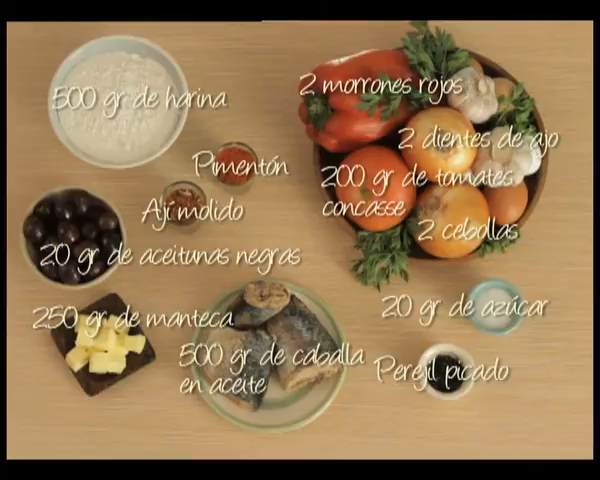 500 gr de harina
2 morrones rojos
2 dientes de ajo
Pimentón
200 gr de tomates
concasse
Ají molido
2 cebollas
20 gr de aceitunas negras
250 gr de manteca
20 gr de azúcar
500 gr de caballa
en aceite
Perejil picado